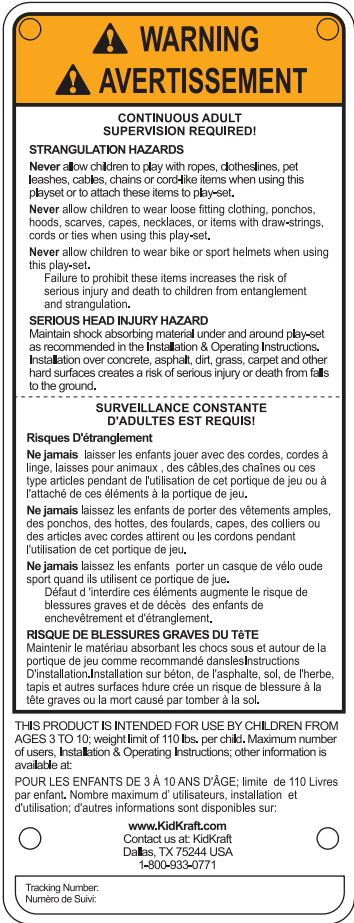 WARNING
AVERTISSEMENT
CONTINUOUS ADULT
SUPERVISION REQUIRED!
STRANGULATION HAZARDS
Never allow children to play with ropes, clotheslines, pet
leashes, cables, chains or cord-like items when using this
playset or to attach these items to play-set.
Never allow children to wear loose fitting clothing, ponchos,
hoods, scarves, capes, necklaces, or items with draw-strings,
cords or ties when using this play-set.
Never allow children to wear bike or sport helmets when using
this play-set.
Failure to prohibit these items increases the risk of
serious injury and death to children from entanglement
and strangulation.
SERIOUS HEAD INJURY HAZARD
Maintain shock absorbing material under and around play-set
as recommended in the Installation & Operating Instructions.
Installation over concrete, asphalt, dirt, grass, carpet and other
hard surfaces creates a risk of serious injury or death from falls
to the ground.
SURVEILLANCE CONSTANTE
D'ADULTES EST REQUIS!
Risques D'étranglement
Ne jamais laisser les enfants jouer avec des cordes, cordes à
linge, laisses pour animaux , des câbles,des chaînes ou ces
type articles pendant de l'utilisation de cet portique de jeu ou à
l'attaché de ces éléments à la portique de jeu.
Ne jamais laissez les enfants de porter des vêtements amples,
des ponchos, des hottes, des foulards, capes, des colliers ou
des articles avec cordes attirent ou les cordons pendant
l'utilisation de cet portique de jeu.
Ne jamais laissez les enfants porter un casque de vélo oude
sport quand ils utilisent ce portique de jue.
Défaut d 'interdire ces éléments augmente le risque de
blessures graves et de décès des enfants de
enchevêtrement et d'étranglement.
RISQUE DE BLESSURES GRAVES DU TêTE
Maintenir le matériau absorbant les chocs sous et autour de la
portique de jeu comme recommandé danslesInstructions
D'installation.Installation sur béton, de l'asphalte, sol, de l'herbe,
tapis et autres surfaces hdure crée un risque de blessure à la
tête graves ou la mort causé par tomber à la sol.
THIS PRODUCT IS INTENDED FOR USE BY CHILDREN FROM
AGES 3 TO 10; weight limit of 110 lbs. per child. Maximum number
of users, Installation & Operating Instructions; other information is
available at:
POUR LES ENFANTS DE 3 À 10 ANS D'ÂGE; limite de 110 Livres
par enfant. Nombre maximum d' utilisateurs, installation et
d'utilisation; d'autres informations sont disponibles sur:
www.KidKraft.com
Contact us at: KidKraft
Dallas, TX 75244 USA
1-800-933-0771
Tracking Number:
Numèro de Suivi: